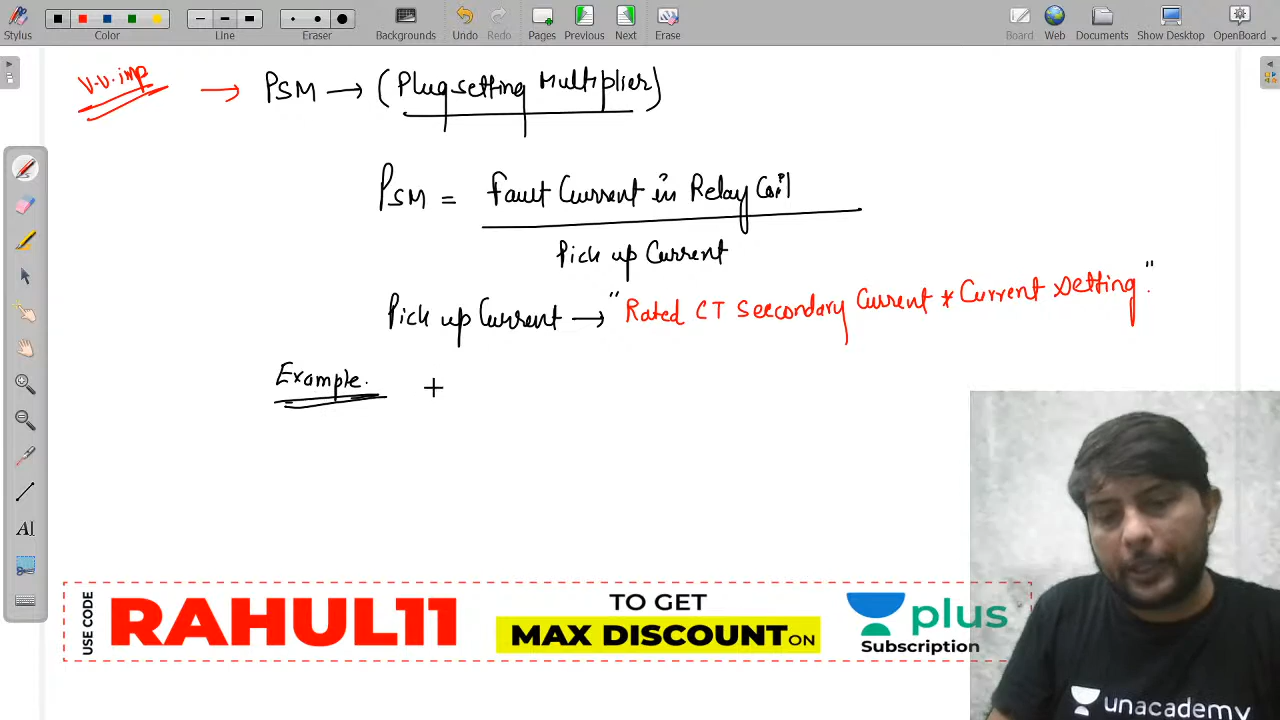 Stylus
Color
Line
Eraser
Backgrounds
Undo
Redo
Pages
Previous
Next
Erase
Board
Web
Documents
Show Desktop
OpenBoard
V.V.imp → PSM → (Plug setting Multiplier)
PSM = Fault Current in Relay Coil
Pick up Current
Pick up Current → "Rated CT Seccondary Current * Current Setting".
Example.
AI
USE CODE
RAHUL11
TO GET
MAX DISCOUNT ON
plus
Subscription
unacademy